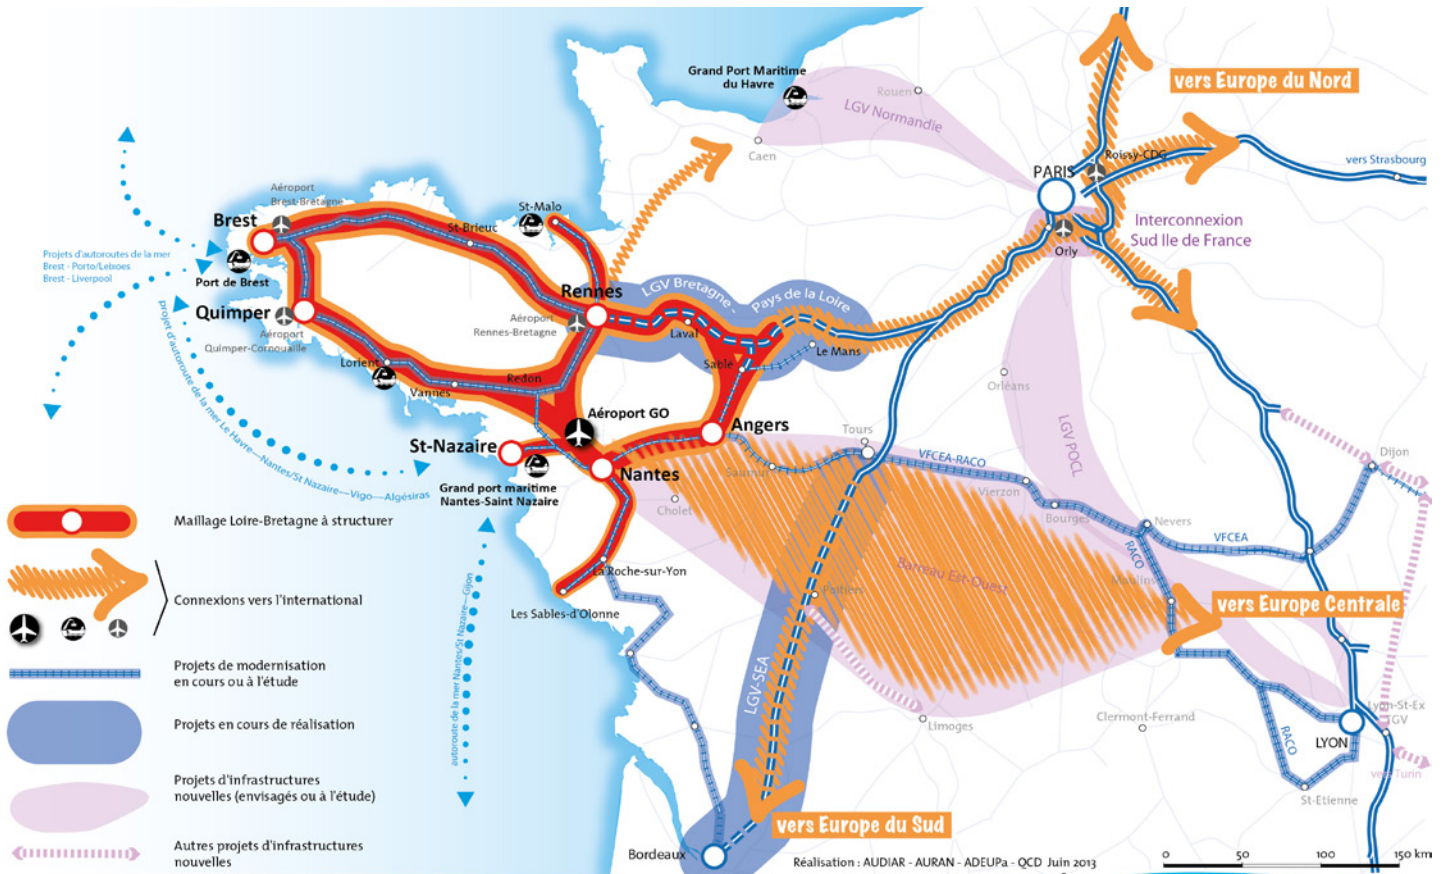 Grand Port Maritime
du Havre
vers Europe du Nord
Rouen
LGV Normandie
Caen
Roissy-CDG
PARIS
vers Strasbourg
Interconnexion
Sud Ile de France
Orly
Aéroport
Brest-Bretagne
Brest
St-Malo
St-Brieuc
Projets d'autoroutes de la mer
Brest - Porto/Leixoes
Brest - Liverpool
Port de Brest
Quimper
Aéroport
Quimper-Cornouaille
Rennes
Aéroport
Rennes-Bretagne
LGV Bretagne -
Pays de la Loire
Laval
Le Mans
Sablé
Lorient
Vannes
Redon
projet d'autoroute de la mer Le Havre—Nantes/St Nazaire—Vigo—Algésiras
Aéroport GO
Angers
St-Nazaire
Nantes
Grand port maritime
Nantes-Saint Nazaire
Orléans
LGV POCL
Tours
Saumur
VFCEA-RACO
Vierzon
Bourges
Nevers
Dijon
VFCEA
RACO
Cholet
Barreau Est-Ouest
Moulins
Poitiers
vers Europe Centrale
La Roche-sur-Yon
Les Sables-d'Olonne
autoroute de la mer Nantes/St Nazaire—Gijon
LGV-SEA
Limoges
Clermont-Ferrand
Lyon-St-Ex
TGV
LYON
RACO
vers Turin
St-Etienne
vers Europe du Sud
Bordeaux
Maillage Loire-Bretagne à structurer
Connexions vers l'international
Projets de modernisation
en cours ou à l'étude
Projets en cours de réalisation
Projets d'infrastructures
nouvelles (envisagés ou à l'étude)
Autres projets d'infrastructures
nouvelles
Réalisation : AUDIAR - AURAN - ADEUPa - QCD Juin 2013
0 50 100 150 km